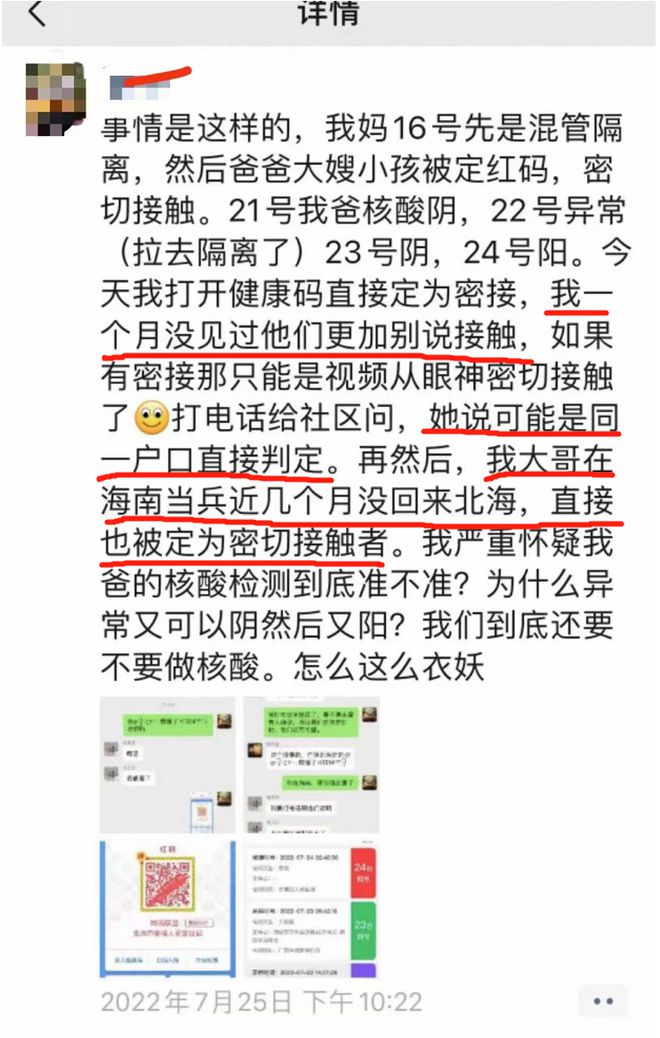 详情
事情是这样的，我妈16号先是混管隔
离，然后爸爸大嫂小孩被定红码，密
切接触。21号我爸核酸阴，22号异常
（拉去隔离了）23号阴，24号阳。今
天我打开健康码直接定为密接，我一
个月没见过他们更加别说接触，如果
有密接那只能是视频从眼神密切接触
了🙂打电话给社区问，她说可能是同
一户口直接判定。再然后，我大哥在
海南当兵近几个月没回来北海，直接
也被定为密切接触者。我严重怀疑我
爸的核酸检测到底准不准？为什么异
常又可以阴然后又阳？我们到底还要
不要做核酸。怎么这么衣妖
红码
24
23
2022年7月25日 下午10:22